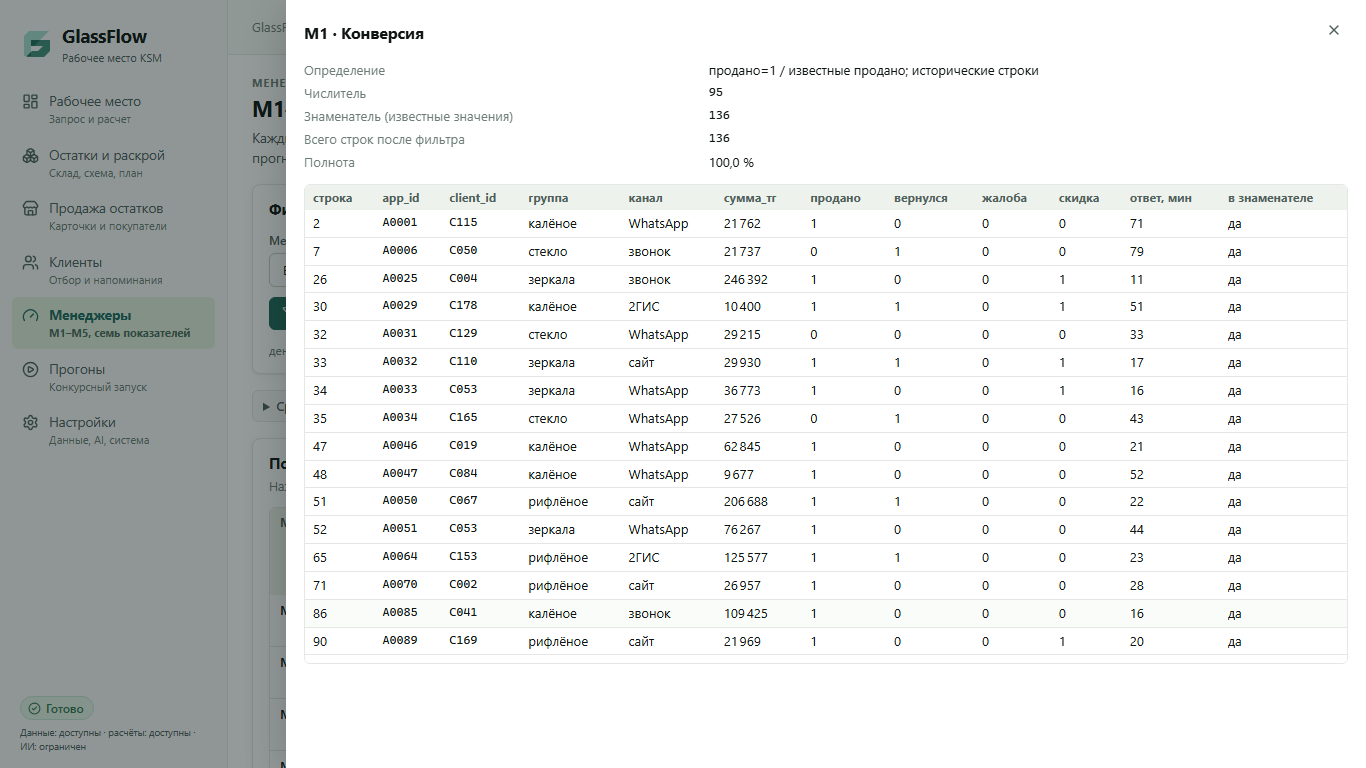 GlassFlow
Рабочее место KSM
Рабочее место
Запрос и расчет
Остатки и раскрой
Склад, схема, план
Продажа остатков
Карточки и покупатели
Клиенты
Отбор и напоминания
Менеджеры
M1–M5, семь показателей
Прогоны
Конкурсный запуск
Настройки
Данные, AI, система
Готово
Данные: доступны · расчёты: доступны ·
ИИ: ограничен
M1 · Конверсия
Определение продано=1 / известные продано; исторические строки
Числитель 95
Знаменатель (известные значения) 136
Всего строк после фильтра 136
Полнота 100,0 %
строка app_id client_id группа канал сумма_тг продано вернулся жалоба скидка ответ, мин в знаменателе
2 A0001 C115 калёное WhatsApp 21 762 1 0 0 0 71 да
7 A0006 C050 стекло звонок 21 737 0 1 0 0 79 да
26 A0025 C004 зеркала звонок 246 392 1 0 0 1 11 да
30 A0029 C178 калёное 2ГИС 10 400 1 1 0 1 51 да
32 A0031 C129 стекло WhatsApp 29 215 0 0 0 0 33 да
33 A0032 C110 зеркала сайт 29 930 1 1 0 1 17 да
34 A0033 C053 зеркала WhatsApp 36 773 1 0 0 1 16 да
35 A0034 C165 стекло WhatsApp 27 526 0 1 0 0 43 да
47 A0046 C019 калёное WhatsApp 62 845 1 0 0 0 21 да
48 A0047 C084 калёное WhatsApp 9 677 1 0 0 0 52 да
51 A0050 C067 рифлёное сайт 206 688 1 1 0 0 22 да
52 A0051 C053 зеркала WhatsApp 76 267 1 0 0 0 44 да
65 A0064 C153 рифлёное 2ГИС 125 577 1 1 0 0 23 да
71 A0070 C002 рифлёное сайт 26 957 1 0 0 0 28 да
86 A0085 C041 калёное звонок 109 425 1 0 0 0 16 да
90 A0089 C169 рифлёное сайт 21 969 1 0 0 1 20 да